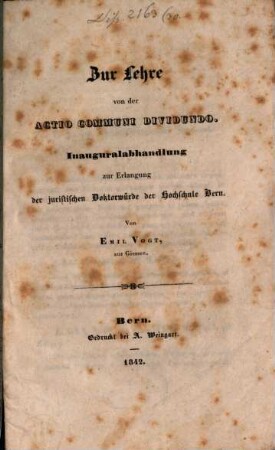 Zur Lehre
von der
ACTIO COMMUNI DIVIDUNDO.
Inauguralabhandlung
zur Erlangung
der juristischen Doktorwürde der Hochschule Bern.
Von
EMIL VOGT,
aus Giessen.
Bern.
Gedruckt bei A. Weingart.
1842.